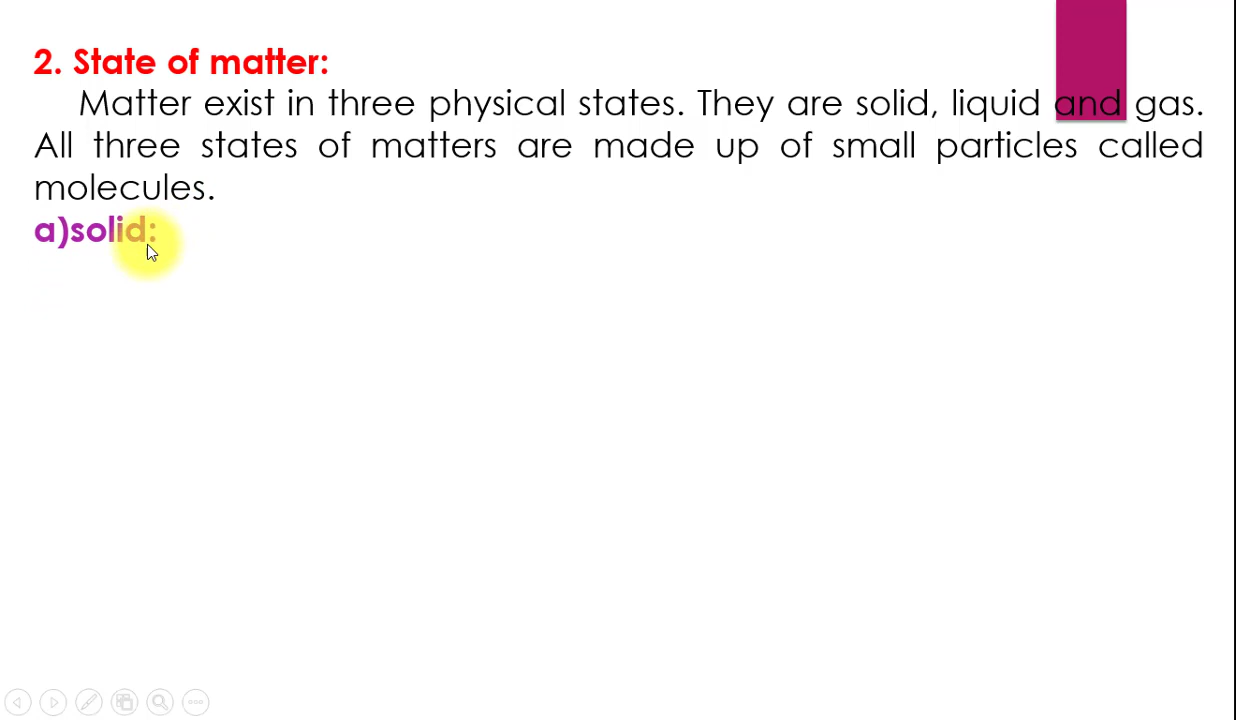 2. State of matter:
Matter exist in three physical states. They are solid, liquid and gas.
All three states of matters are made up of small particles called
molecules.
a)solid: